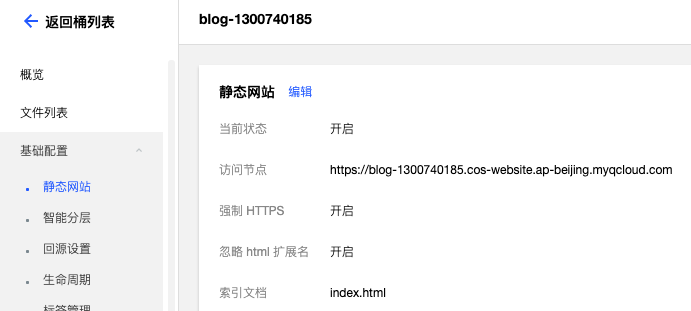 返回桶列表
概览
文件列表
基础配置
静态网站
智能分层
回源设置
生命周期
标签管理
blog-1300740185
静态网站 编辑
当前状态 开启
访问节点 https://blog-1300740185.cos-website.ap-beijing.myqcloud.com
强制 HTTPS 开启
忽略 html 扩展名 开启
索引文档 index.html